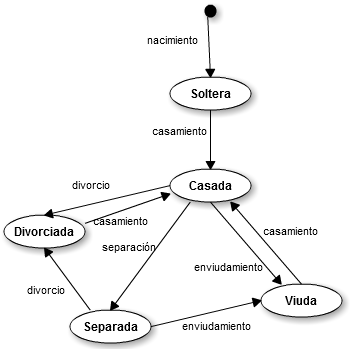 nacimiento
Soltera
casamiento
Casada
divorcio
Divorciada
casamiento
separación
casamiento
enviudamiento
divorcio
Viuda
Separada
enviudamiento